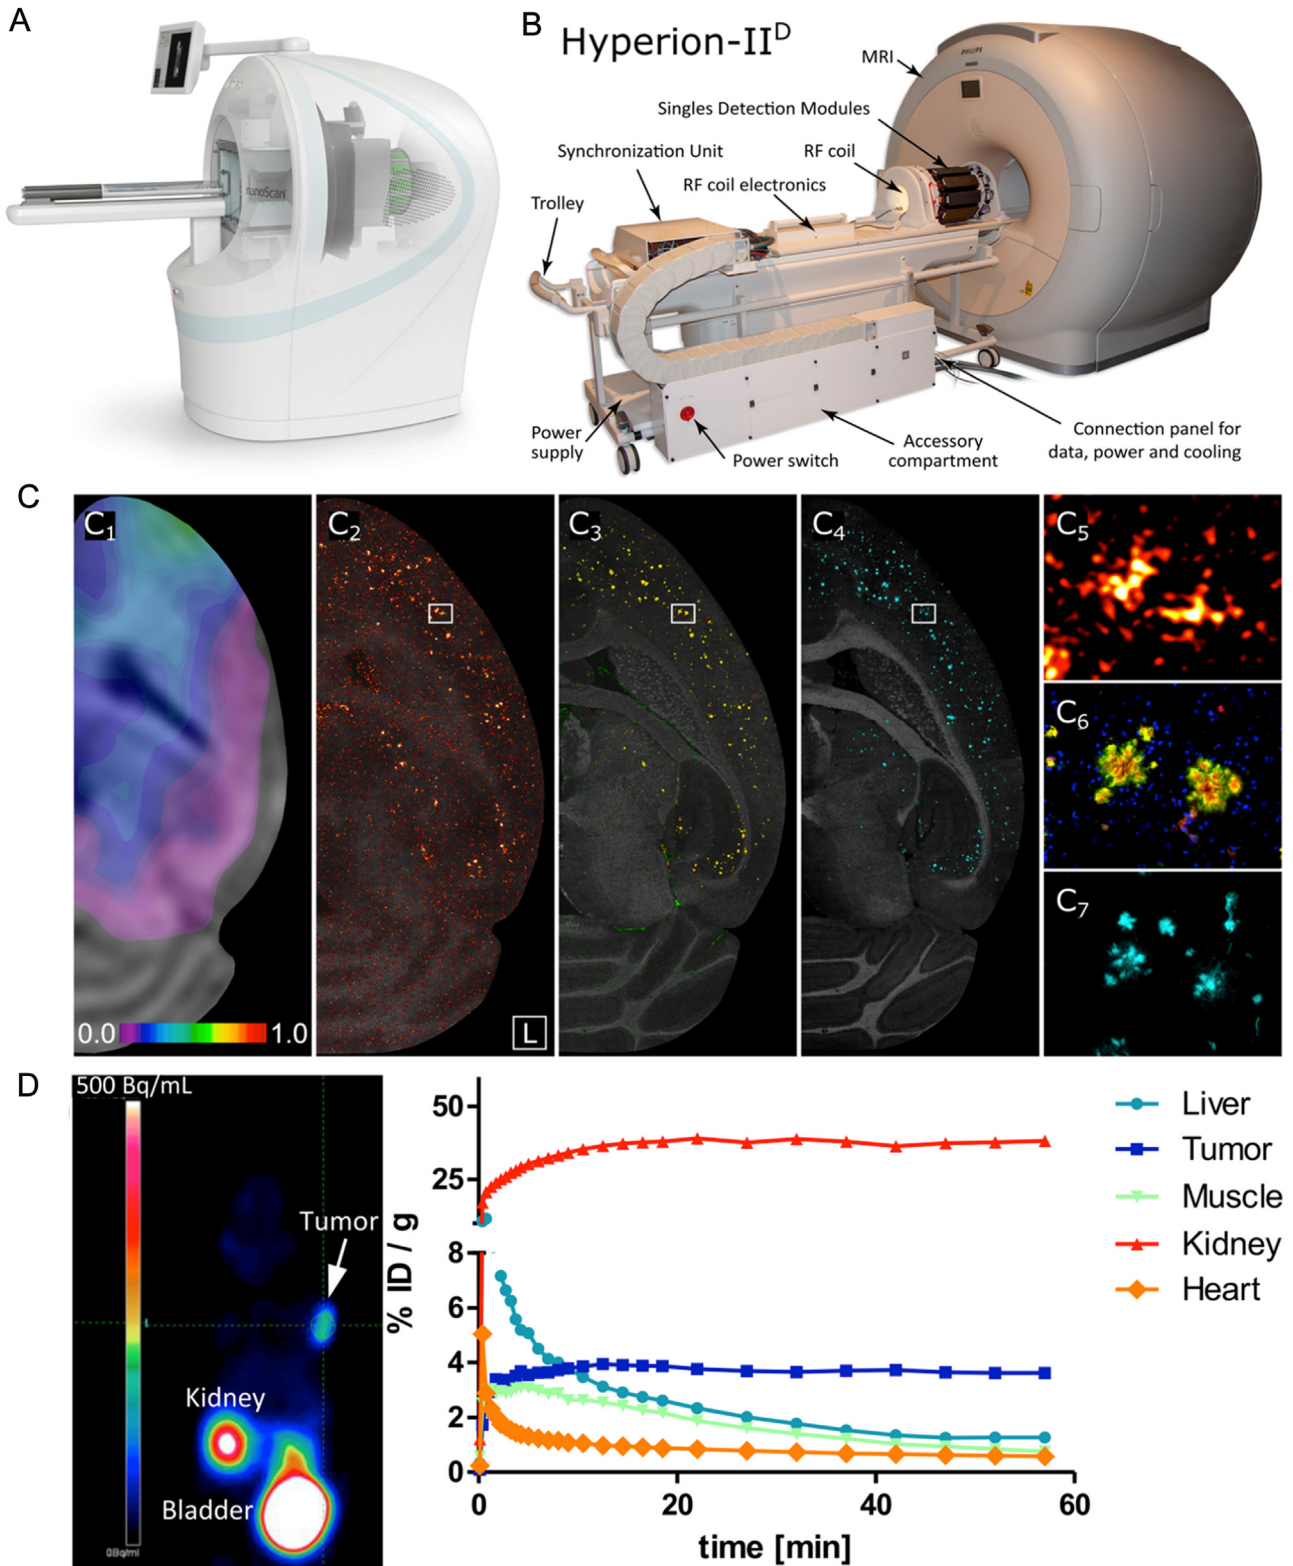 A
nanoScan
B
Hyperion-II^D
PHILIPS
MRI
Singles Detection Modules
Synchronization Unit
RF coil
RF coil electronics
Trolley
Power
supply
Power switch
Accessory
compartment
Connection panel for
data, power and cooling
C
C1
C2
C3
C4
C5
C6
C7
0.0
1.0
L
D
500 Bq/mL
Tumor
Kidney
Bladder
0Bq/ml
% ID / g
50
25
8
6
4
2
0
0
20
40
60
time [min]
Liver
Tumor
Muscle
Kidney
Heart